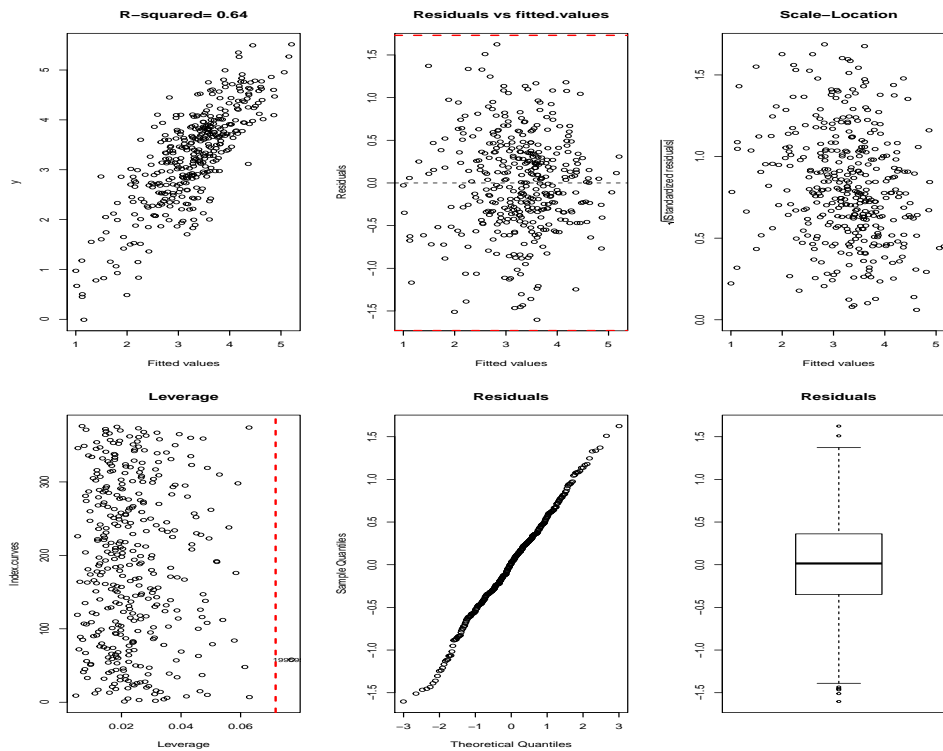 R-squared= 0.64
5
4
3
2
1
0
y
1 2 3 4 5
Fitted values
Residuals vs fitted.values
1.5
1.0
0.5
0.0
-0.5
-1.0
-1.5
Residuals
1 2 3 4 5
Fitted values
Scale-Location
1.5
1.0
0.5
0.0
√|Standardized residuals|
1 2 3 4 5
Fitted values
Leverage
300
200
100
0
Index.curves
0.02 0.04 0.06
Leverage
Residuals
1.5
1.0
0.5
0.0
-0.5
-1.0
-1.5
Sample Quantiles
-3 -2 -1 0 1 2 3
Theoretical Quantiles
Residuals
1.5
1.0
0.5
0.0
-0.5
-1.0
-1.5